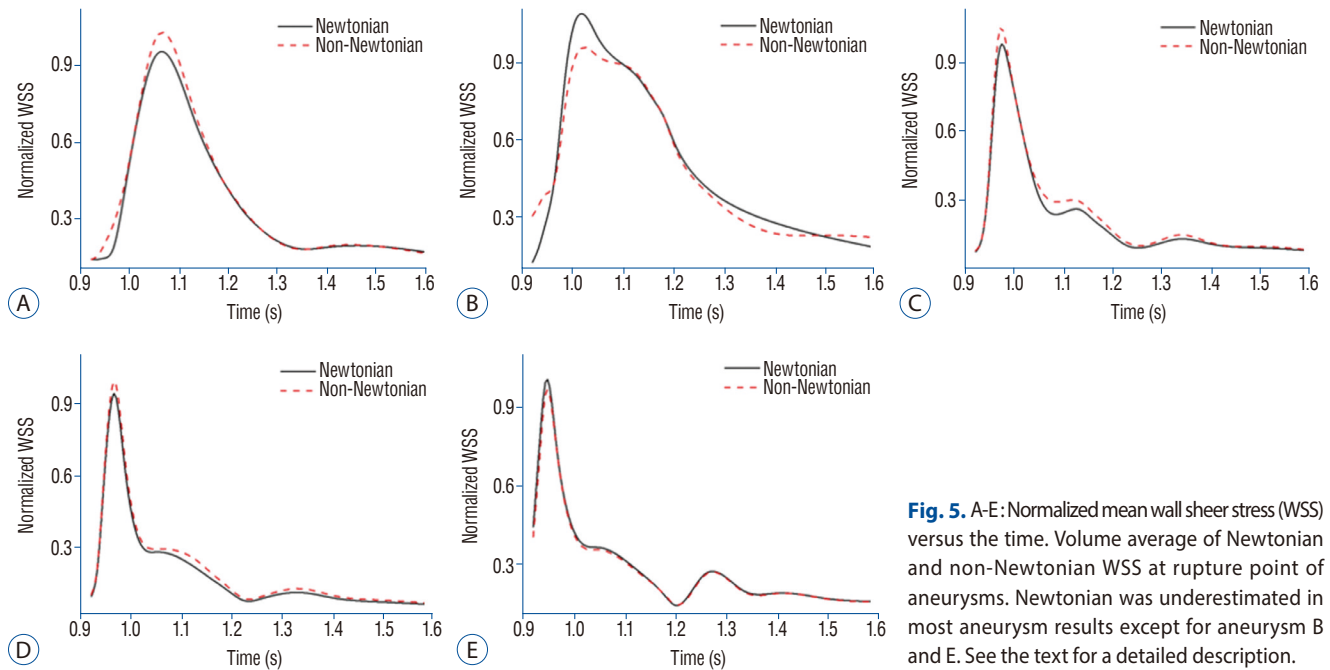 Newtonian
Non-Newtonian
Normalized WSS
0.9
0.6
0.3
0.9 1.0 1.1 1.2 1.3 1.4 1.5 1.6
Time (s)
A
Newtonian
Non-Newtonian
Normalized WSS
0.9
0.6
0.3
0.9 1.0 1.1 1.2 1.3 1.4 1.5 1.6
Time (s)
B
Newtonian
Non-Newtonian
Normalized WSS
0.9
0.6
0.3
0.9 1.0 1.1 1.2 1.3 1.4 1.5 1.6
Time (s)
C
Newtonian
Non-Newtonian
Normalized WSS
0.9
0.6
0.3
0.9 1.0 1.1 1.2 1.3 1.4 1.5 1.6
Time (s)
D
Newtonian
Non-Newtonian
Normalized WSS
0.9
0.6
0.3
0.9 1.0 1.1 1.2 1.3 1.4 1.5 1.6
Time (s)
E
Fig. 5. A-E : Normalized mean wall sheer stress (WSS)
versus the time. Volume average of Newtonian
and non-Newtonian WSS at rupture point of
aneurysms. Newtonian was underestimated in
most aneurysm results except for aneurysm B
and E. See the text for a detailed description.